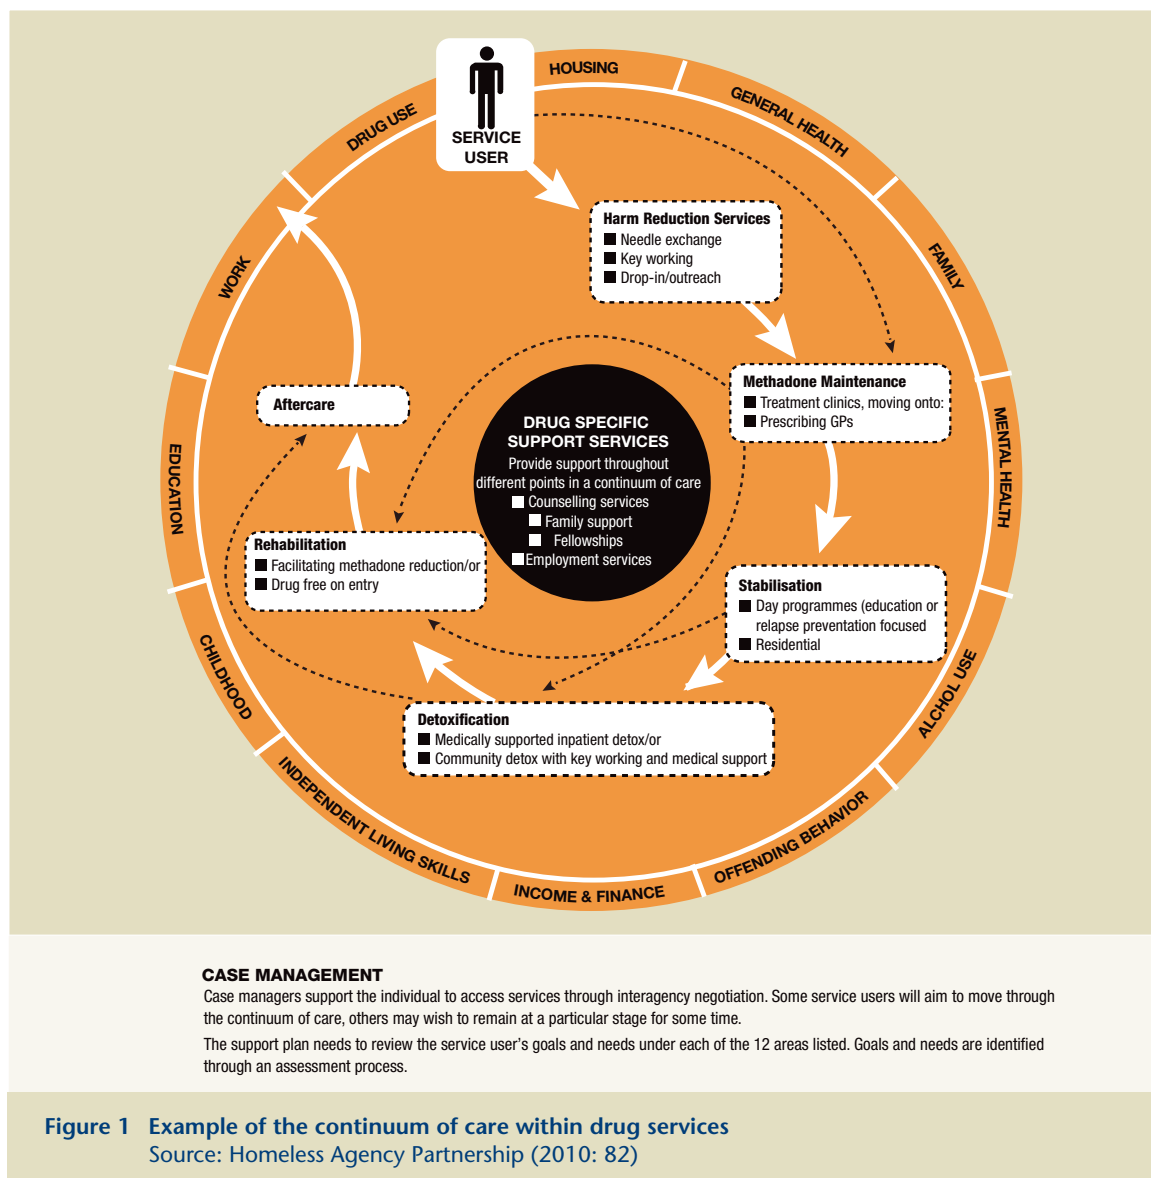 SERVICE
USER
HOUSING
GENERAL HEALTH
FAMILY
MENTAL HEALTH
ALCHOL USE
OFFENDING BEHAVIOR
INCOME & FINANCE
INDEPENDENT LIVING SKILLS
CHILDHOOD
EDUCATION
WORK
DRUG USE
Harm Reduction Services
Needle exchange
Key working
Drop-in/outreach
Methadone Maintenance
Treatment clinics, moving onto:
Prescribing GPs
Stabilisation
Day programmes (education or
relapse preventation focused
Residential
Detoxification
Medically supported inpatient detox/or
Community detox with key working and medical support
Rehabilitation
Facilitating methadone reduction/or
Drug free on entry
Aftercare
DRUG SPECIFIC
SUPPORT SERVICES
Provide support throughout
different points in a continuum of care
Counselling services
Family support
Fellowships
Employment services
CASE MANAGEMENT
Case managers support the individual to access services through interagency negotiation. Some service users will aim to move through
the continuum of care, others may wish to remain at a particular stage for some time.
The support plan needs to review the service user's goals and needs under each of the 12 areas listed. Goals and needs are identified
through an assessment process.
Figure 1 Example of the continuum of care within drug services
Source: Homeless Agency Partnership (2010: 82)